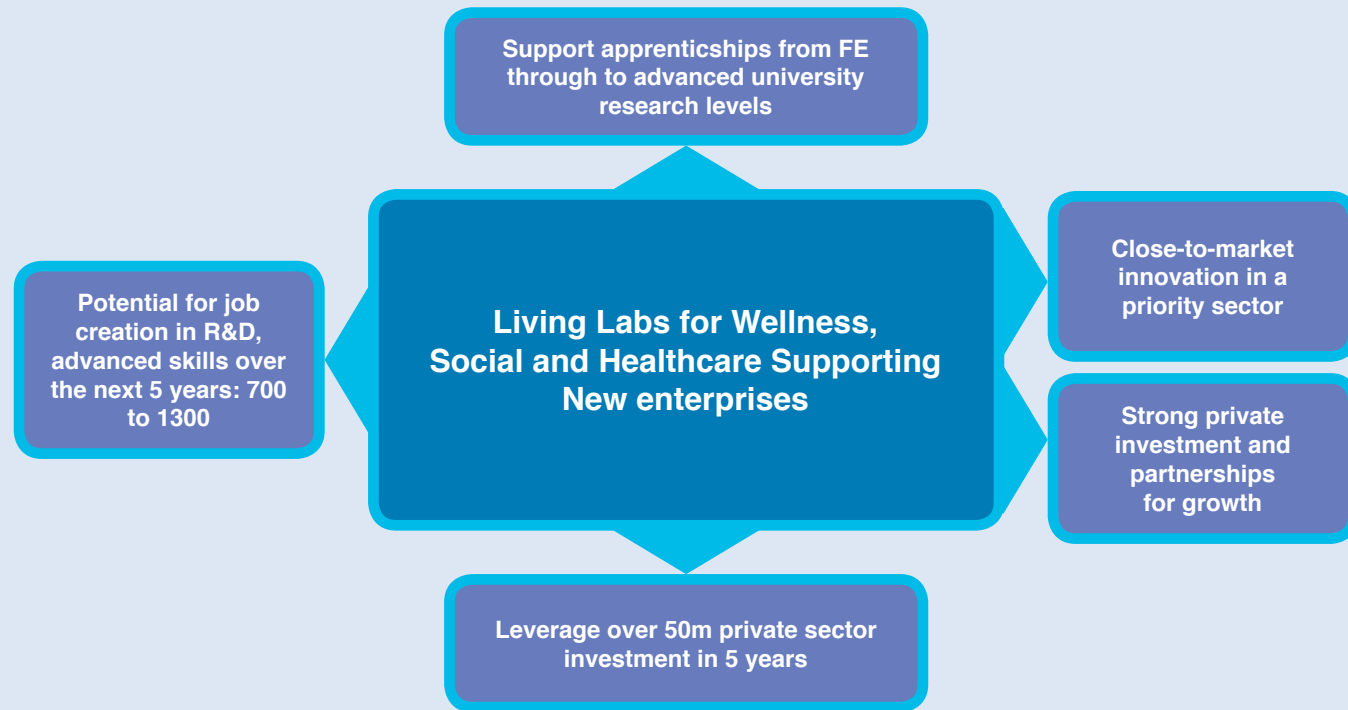 Support apprenticships from FE
through to advanced university
research levels
Potential for job
creation in R&D,
advanced skills over
the next 5 years: 700
to 1300
Living Labs for Wellness,
Social and Healthcare Supporting
New enterprises
Close-to-market
innovation in a
priority sector
Strong private
investment and
partnerships
for growth
Leverage over 50m private sector
investment in 5 years